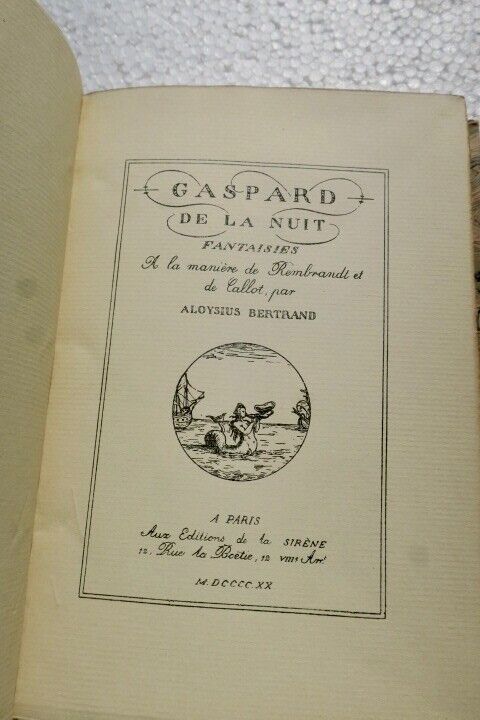 GASPARD
DE LA NUIT
FANTAISIES
A la manière de Rembrandt et
de Callot, par
ALOYSIUS BERTRAND
A PARIS
Aux Editions de la SIRÈNE
12, Rue la Boëtie, 12 VIIIe Arrt
M.DCCCC.XX